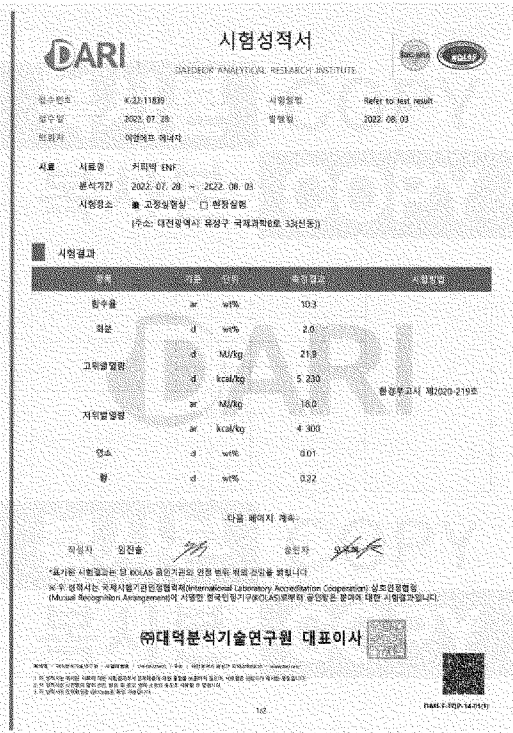 DARI
시험성적서
DAEDEOK ANALYTICAL RESEARCH INSTITUTE
KOLAS
접수번호 K-22-11839 시험방법 Refer to test result
접수일 2022. 07. 28 발행일 2022. 08. 03
의뢰자 이엔에프 에너지
시료 시료명 커피박 ENF
분석기간 2022. 07. 28 ~ 2022. 08. 03
시험장소 ■ 고정실험실 □ 현장실험
(주소: 대전광역시 유성구 국제과학8로 33(신동))
시험결과
항목 기준 단위 측정결과 시험방법
함수율 ar wt% 10.3
회분 d wt% 2.0
고위발열량 d MJ/kg 21.9
d kcal/kg 5 230
환경부고시 제2020-219호
저위발열량 ar MJ/kg 18.0
ar kcal/kg 4 300
염소 d wt% 0.01
황 d wt% 0.22
DARI
-다음 페이지 계속-
작성자 임진솔 승인자
*표기된 시험결과는 당 KOLAS 공인기관의 인정 범위 밖의 것임을 밝힙니다
※ 우 성적서는 국제시험기관인정협력체(International Laboratory Accreditation Cooperation) 상호인정협정
(Mutual Recognition Arrangement)에 서명한 한국인정기구(KOLAS)로부터 공인받은 분야에 대한 시험결과입니다.
㈜대덕분석기술연구원 대표이사
1/2